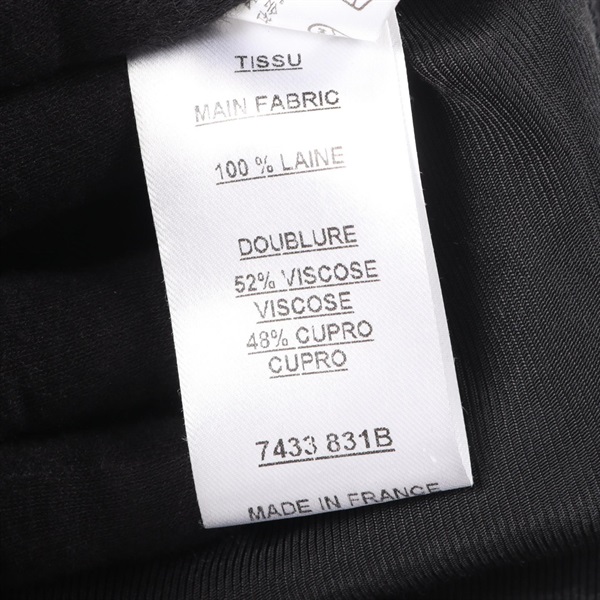 TISSU
MAIN FABRIC
100 % LAINE
DOUBLURE
52% VISCOSE
VISCOSE
48% CUPRO
CUPRO
7433 831B
MADE IN FRANCE